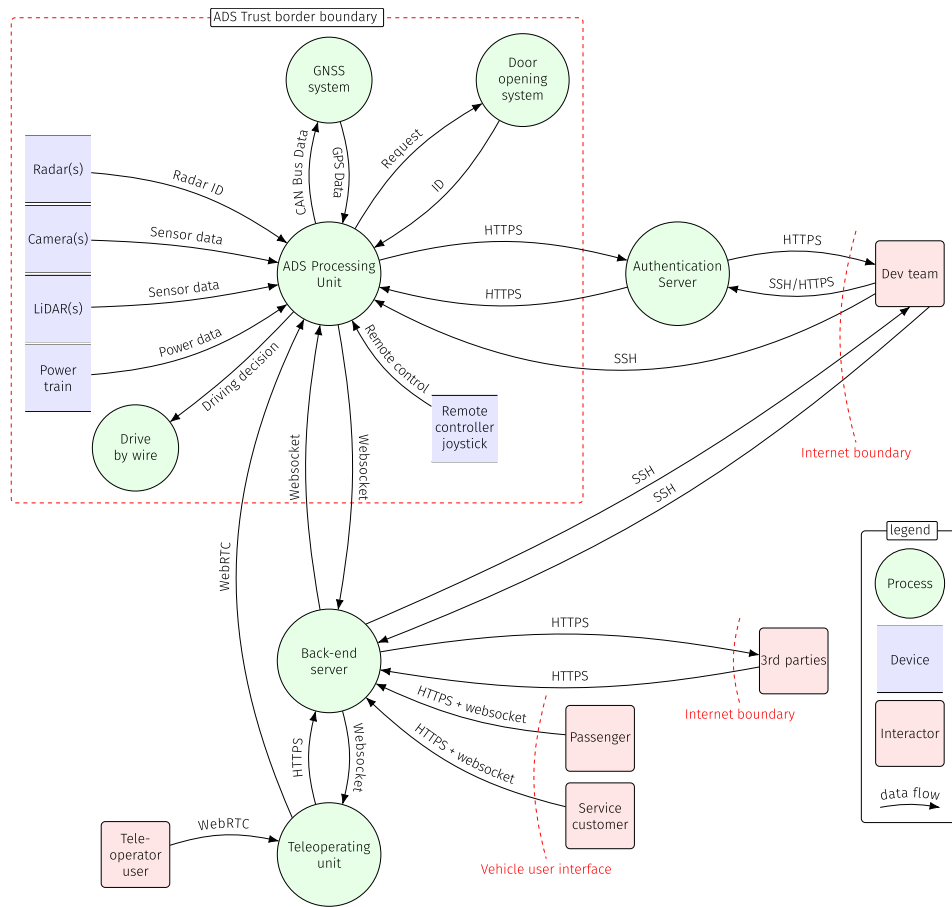 ADS Trust border boundary
GNSS
system
Door
opening
system
CAN Bus Data
GPS Data
Request
ID
Radar(s)
Radar ID
Camera(s)
Sensor data
LiDAR(s)
Sensor data
Power
train
Power data
ADS Processing
Unit
HTTPS
HTTPS
Authentication
Server
HTTPS
SSH/HTTPS
Dev team
SSH
Internet boundary
Driving decision
Drive
by wire
Remote control
Remote
controller
joystick
Websocket
Websocket
SSH
SSH
WebRTC
Back-end
server
HTTPS
HTTPS
3rd parties
Internet boundary
HTTPS + websocket
Passenger
HTTPS + websocket
Service
customer
Vehicle user interface
HTTPS
Websocket
Teleoperating
unit
WebRTC
Tele-
operator
user
legend
Process
Device
Interactor
data flow